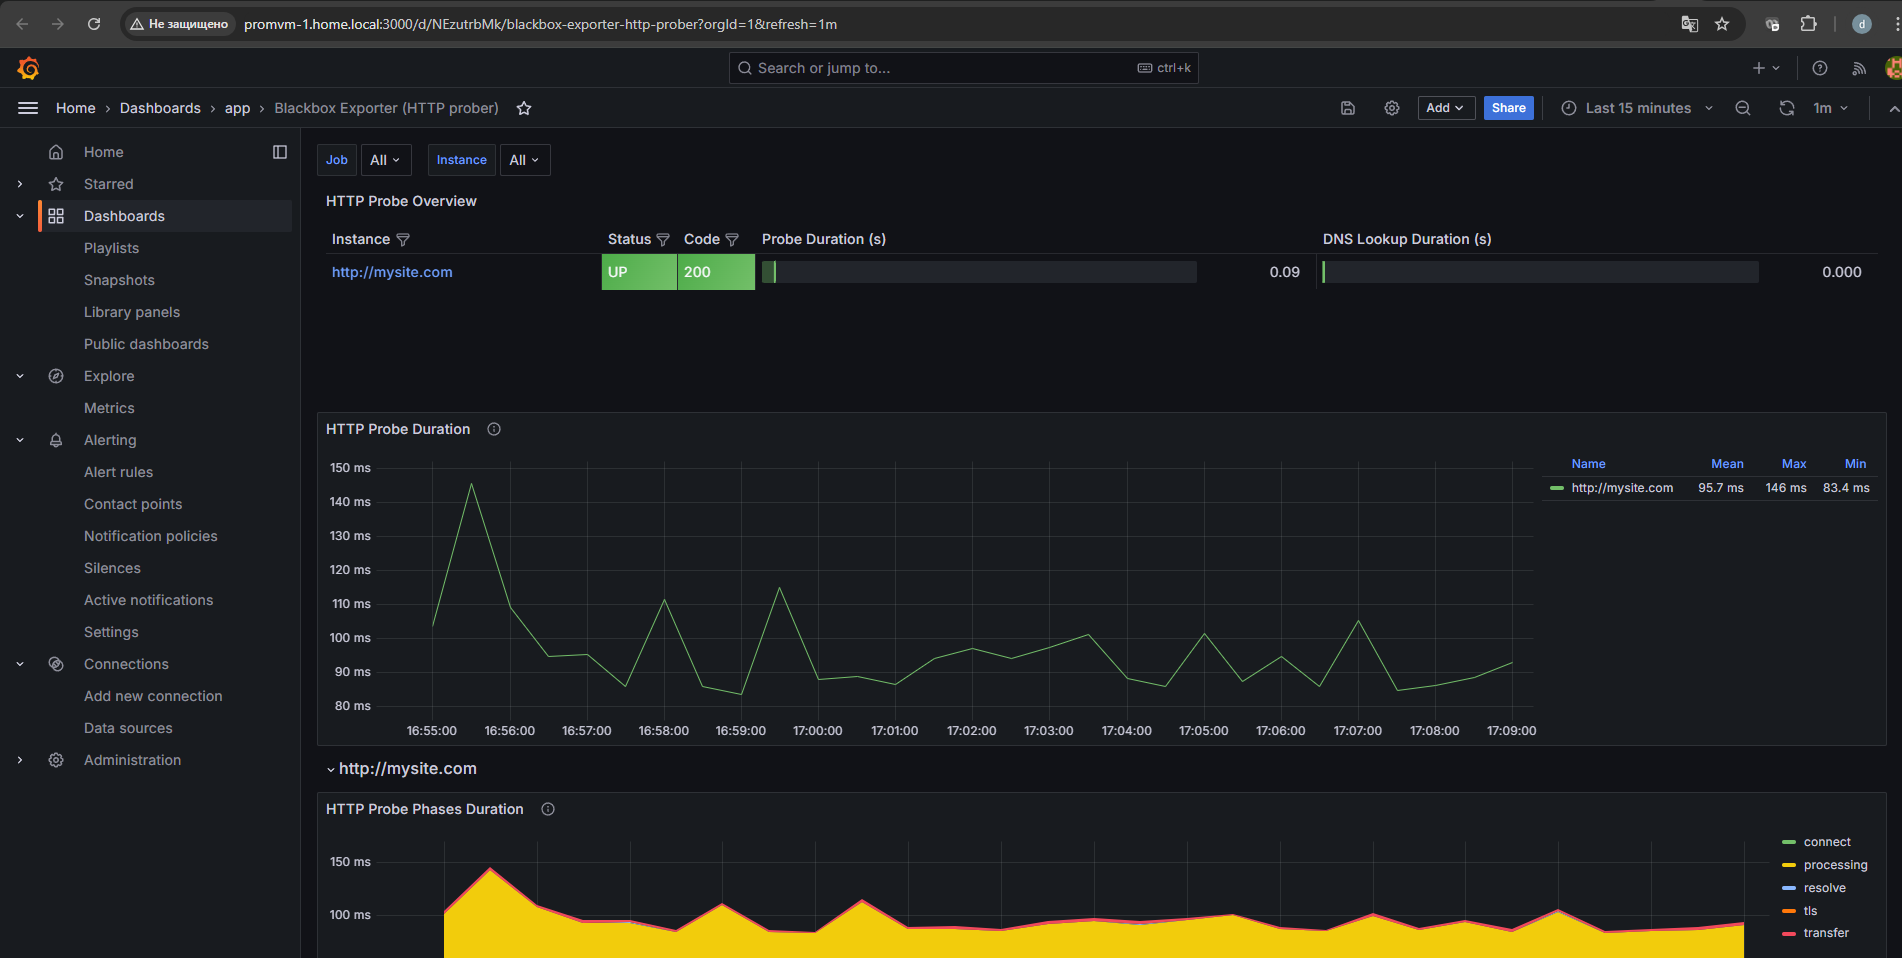 Не защищено promvm-1.home.local:3000/d/NEzutrbMk/blackbox-exporter-http-prober?orgId=1&refresh=1m d
Search or jump to... ctrl+k
Home › Dashboards › app › Blackbox Exporter (HTTP prober) Add Share Last 15 minutes 1m
Home
Starred
Dashboards
Playlists
Snapshots
Library panels
Public dashboards
Explore
Metrics
Alerting
Alert rules
Contact points
Notification policies
Silences
Active notifications
Settings
Connections
Add new connection
Data sources
Administration
Job All Instance All
HTTP Probe Overview
Instance Status Code Probe Duration (s) DNS Lookup Duration (s)
http://mysite.com UP 200 0.09 0.000
HTTP Probe Duration
150 ms
140 ms
130 ms
120 ms
110 ms
100 ms
90 ms
80 ms
16:55:00 16:56:00 16:57:00 16:58:00 16:59:00 17:00:00 17:01:00 17:02:00 17:03:00 17:04:00 17:05:00 17:06:00 17:07:00 17:08:00 17:09:00
Name Mean Max Min
http://mysite.com 95.7 ms 146 ms 83.4 ms
http://mysite.com
HTTP Probe Phases Duration
150 ms
100 ms
connect
processing
resolve
tls
transfer